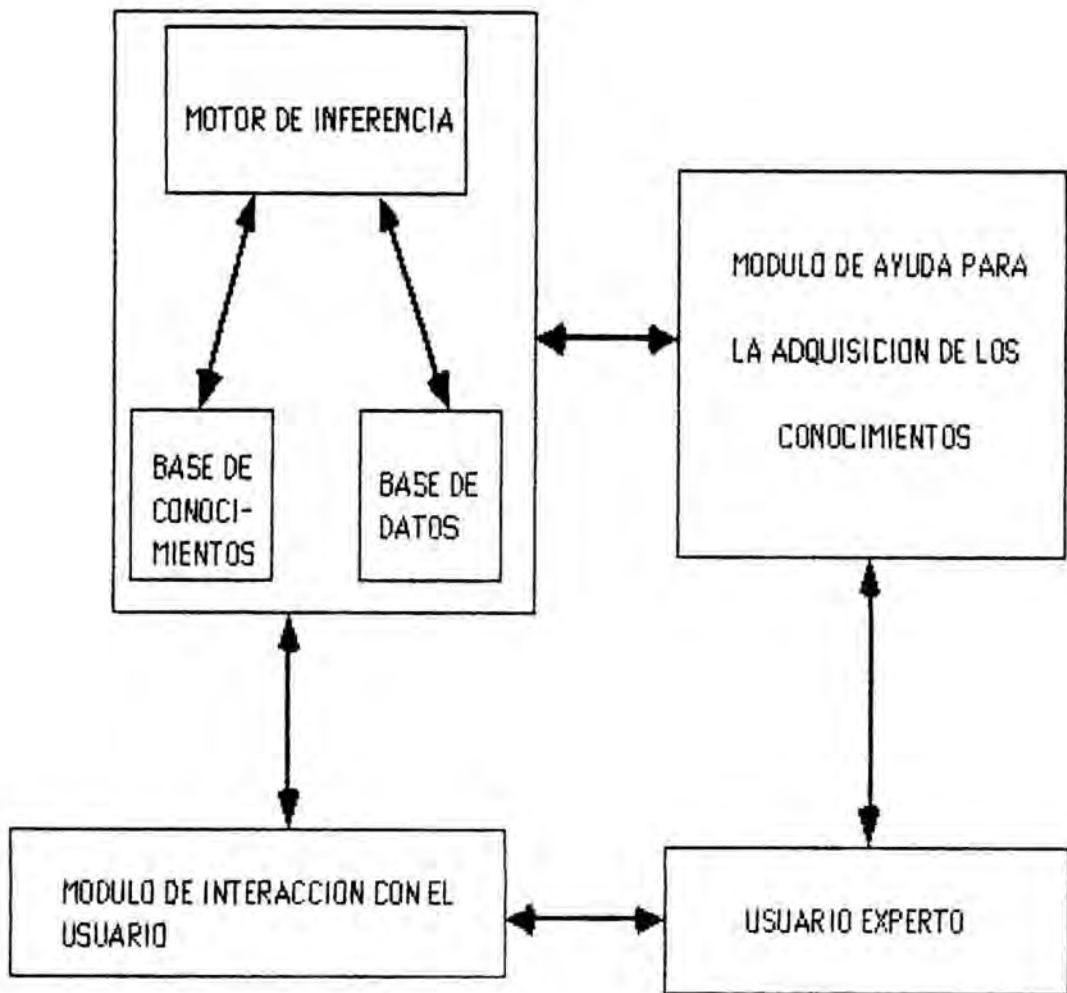 MOTOR DE INFERENCIA
BASE DE
CONOCI-
MIENTOS
BASE DE
DATOS
MODULO DE AYUDA PARA
LA ADQUISICION DE LOS
CONOCIMIENTOS
MODULO DE INTERACCION CON EL
USUARIO
USUARIO EXPERTO